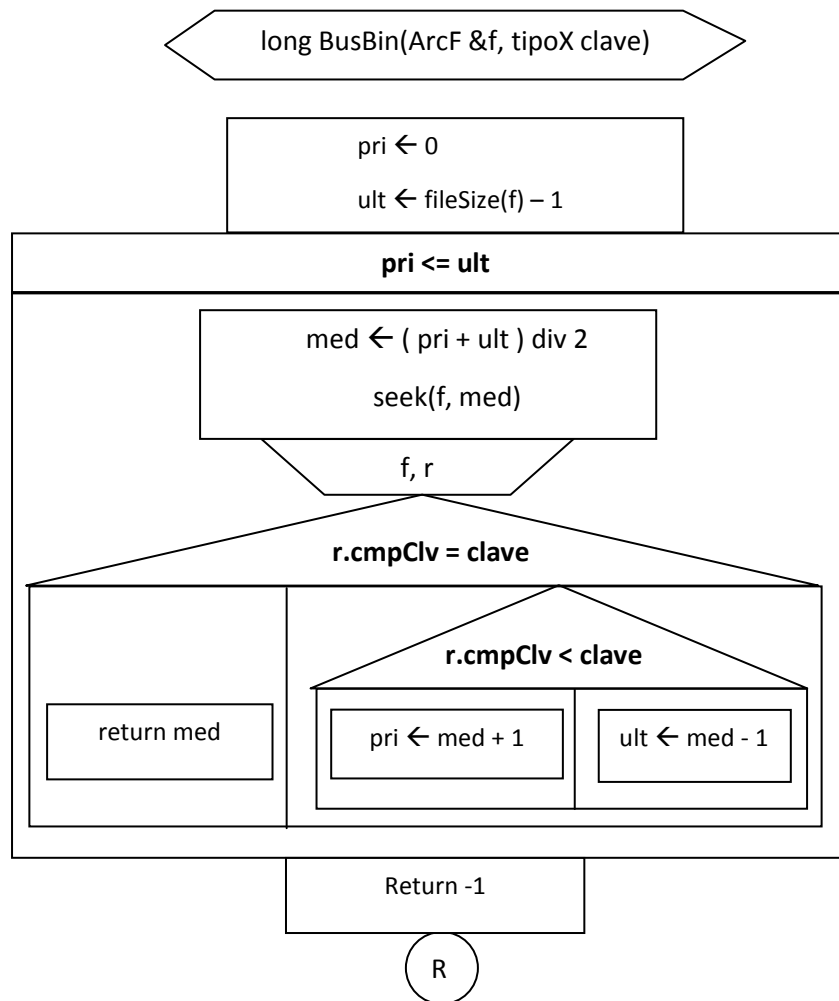 long BusBin(ArcF &f, tipoX clave)
pri ← 0
ult ← fileSize(f) – 1
pri <= ult
med ← ( pri + ult ) div 2
seek(f, med)
f, r
r.cmpClv = clave
r.cmpClv < clave
return med
pri ← med + 1
ult ← med - 1
Return -1
R